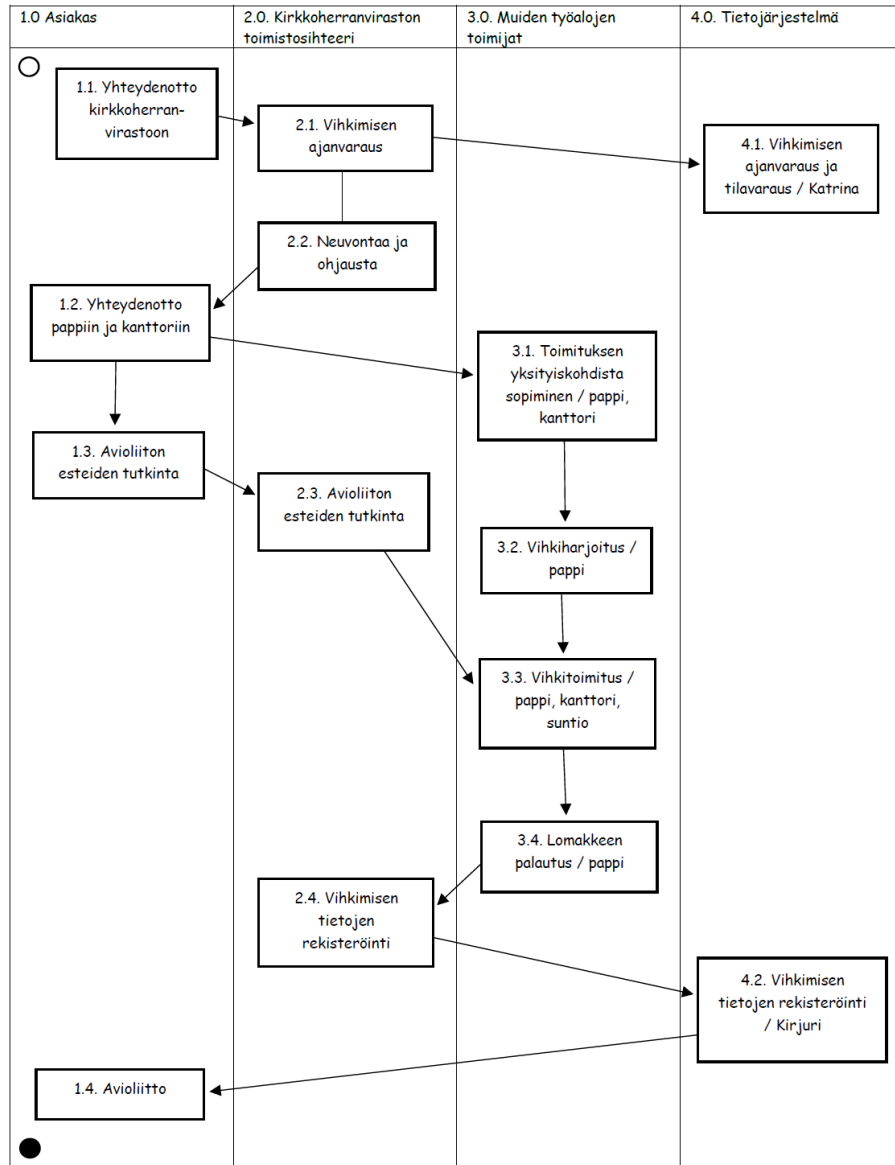 1.0 Asiakas
2.0. Kirkkoherranviraston
toimistosihteeri
3.0. Muiden työalojen
toimijat
4.0. Tietojärjestelmä
1.1. Yhteydenotto
kirkkoherran-
virastoon
2.1. Vihkimisen
ajanvaraus
4.1. Vihkimisen
ajanvaraus ja
tilavaraus / Katrina
2.2. Neuvontaa ja
ohjausta
1.2. Yhteydenotto
pappiin ja kanttoriin
3.1. Toimituksen
yksityiskohdista
sopiminen / pappi,
kanttori
1.3. Avioliiton
esteiden tutkinta
2.3. Avioliiton
esteiden tutkinta
3.2. Vihkiharjoitus /
pappi
3.3. Vihkitoimitus /
pappi, kanttori,
suntio
3.4. Lomakkeen
palautus / pappi
2.4. Vihkimisen
tietojen
rekisteröinti
4.2. Vihkimisen
tietojen rekisteröinti
/ Kirjuri
1.4. Avioliitto